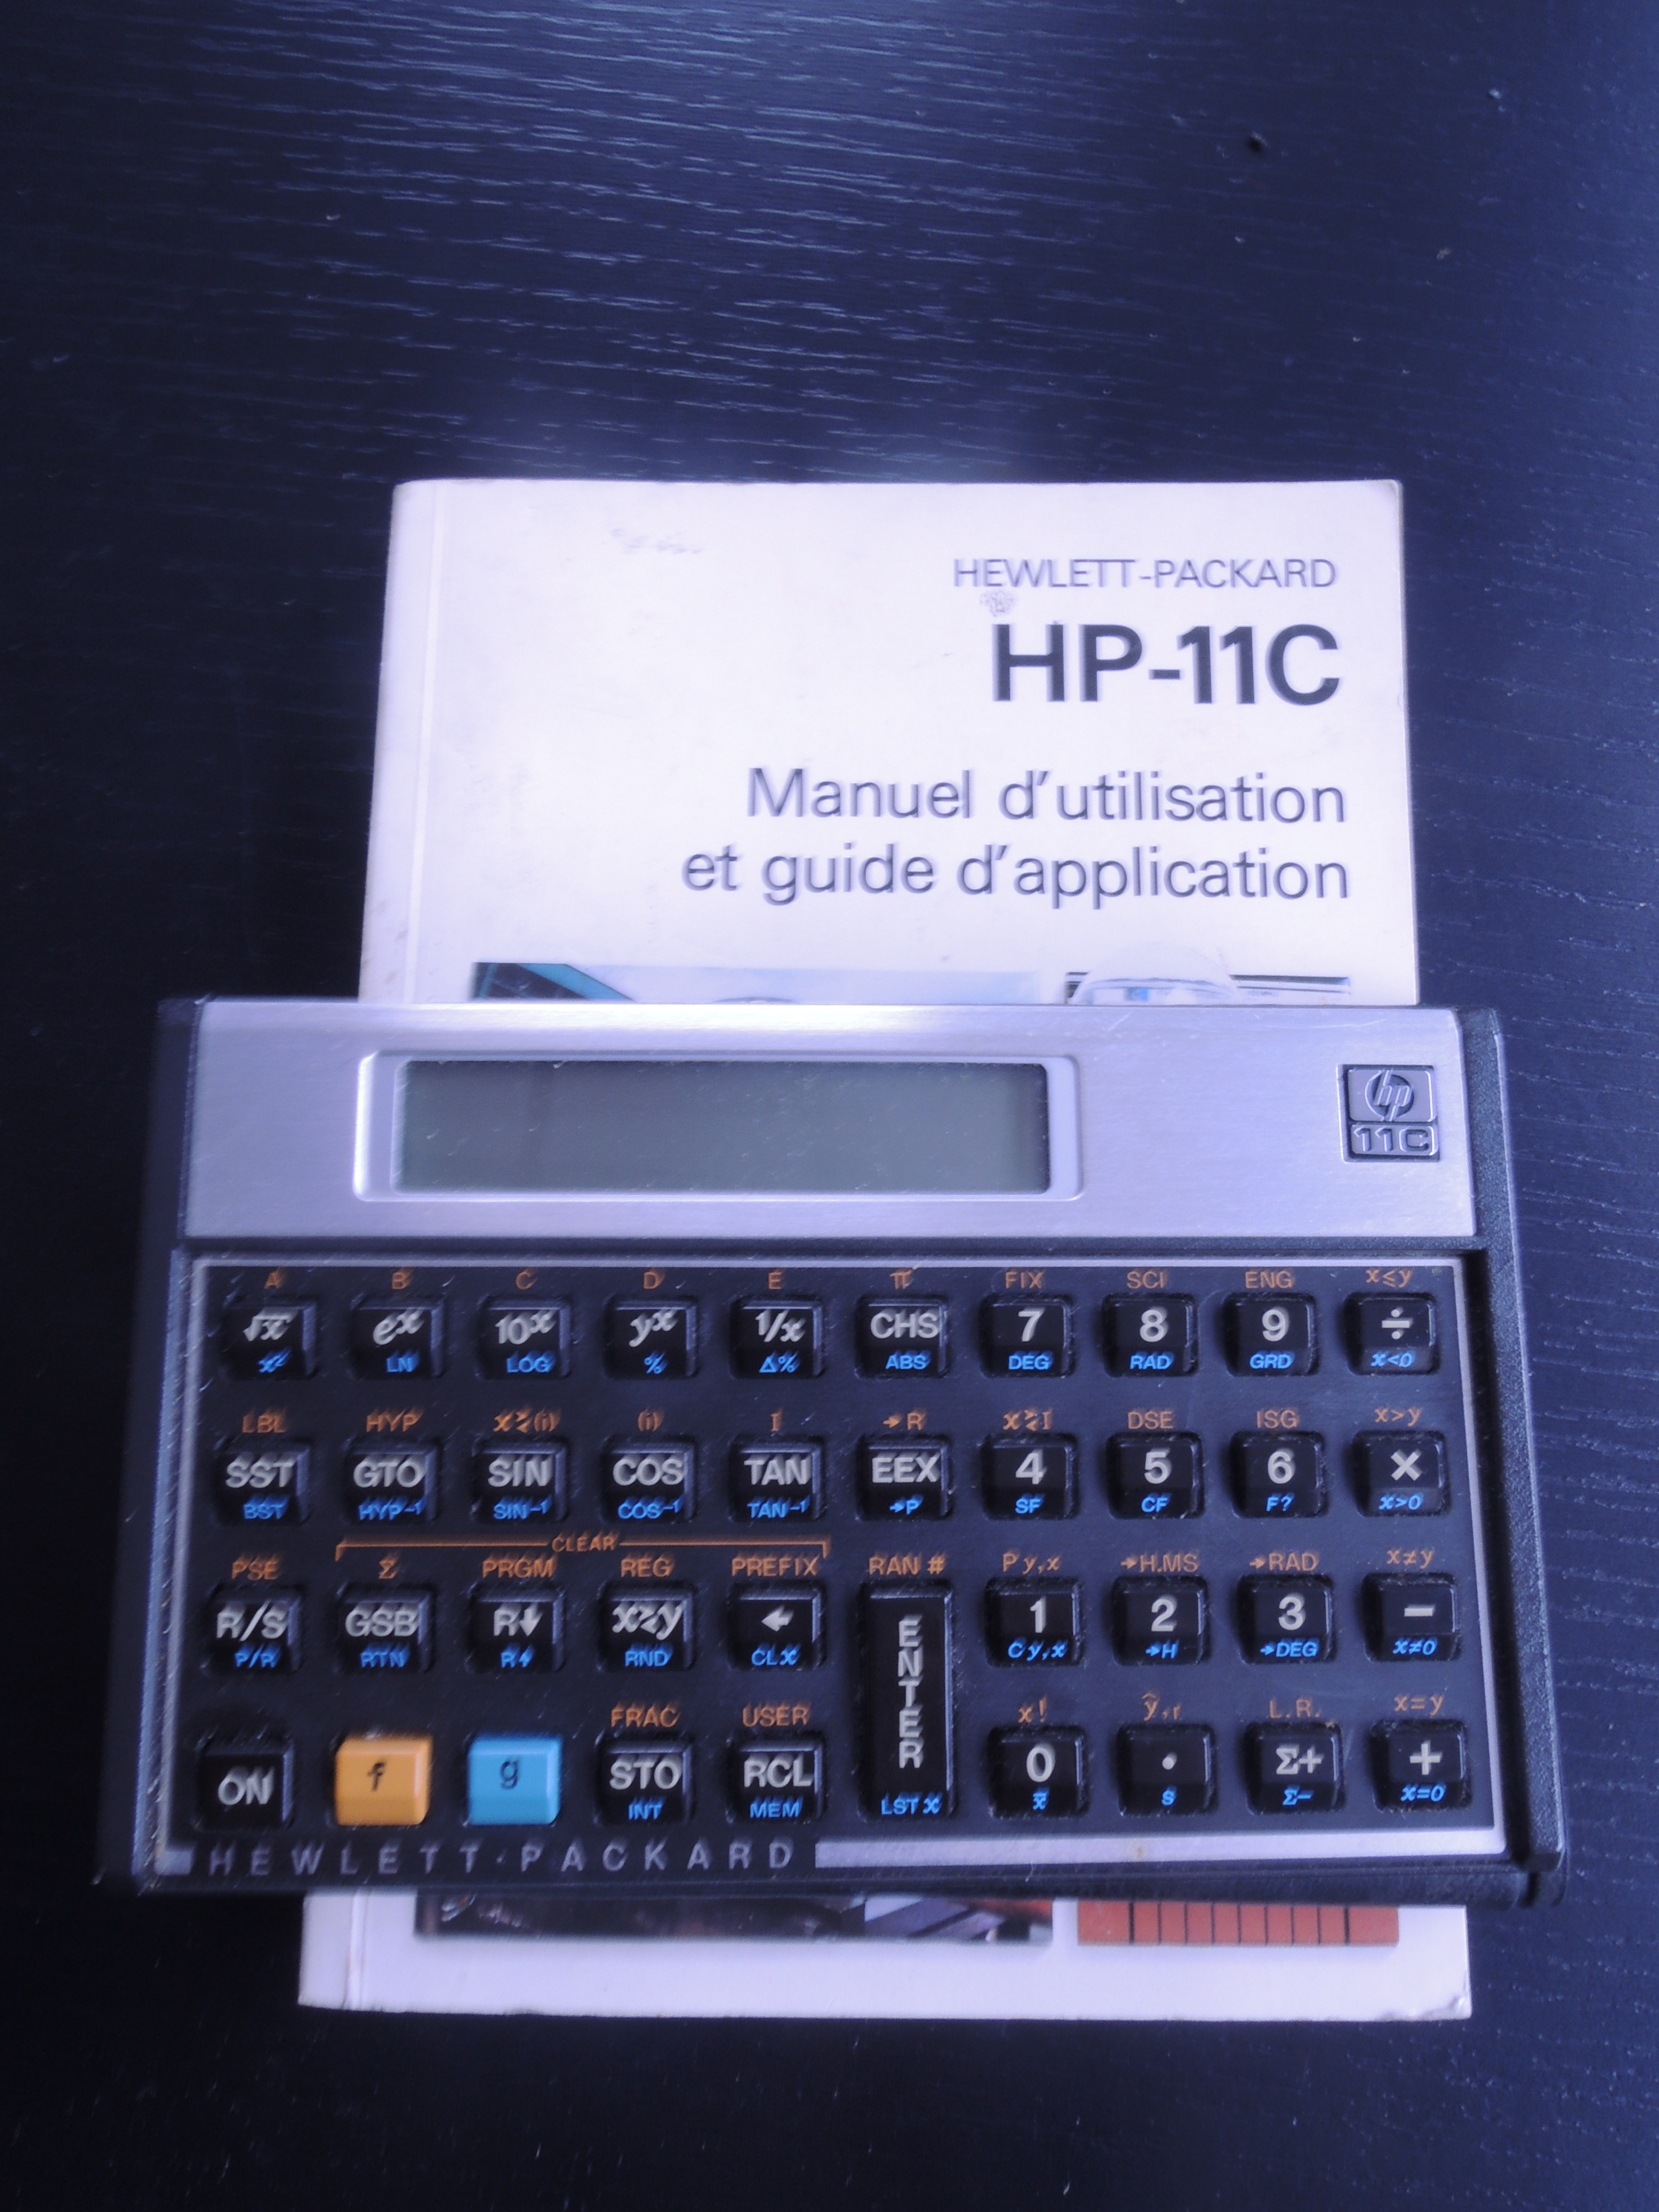 HEWLETT-PACKARD
HP-11C
Manuel d'utilisation
et guide d'application
hp
11C
A B C D E π FIX SCI ENG x≤y
√x eˣ 10ˣ yˣ 1/x CHS 7 8 9 ÷
x² LN LOG % Δ% ABS DEG RAD GRD x<0
LBL HYP x≷(i) (i) I →R x≷I DSE ISG x>y
SST GTO SIN COS TAN EEX 4 5 6 ×
BST HYP⁻¹ SIN⁻¹ COS⁻¹ TAN⁻¹ →P SF CF F? x>0
CLEAR
PSE Σ PRGM REG PREFIX RAN # Py,x →H.MS →RAD x≠y
R/S GSB R↓ x≷y ← ENTER 1 2 3 −
P/R RTN R↑ RND CLx Cy,x →H →DEG x≠0
FRAC USER x! ŷ,r L.R. x=y
ON f g STO RCL 0 · Σ+ +
INT MEM LST x x̄ s Σ− x=0
HEWLETT·PACKARD